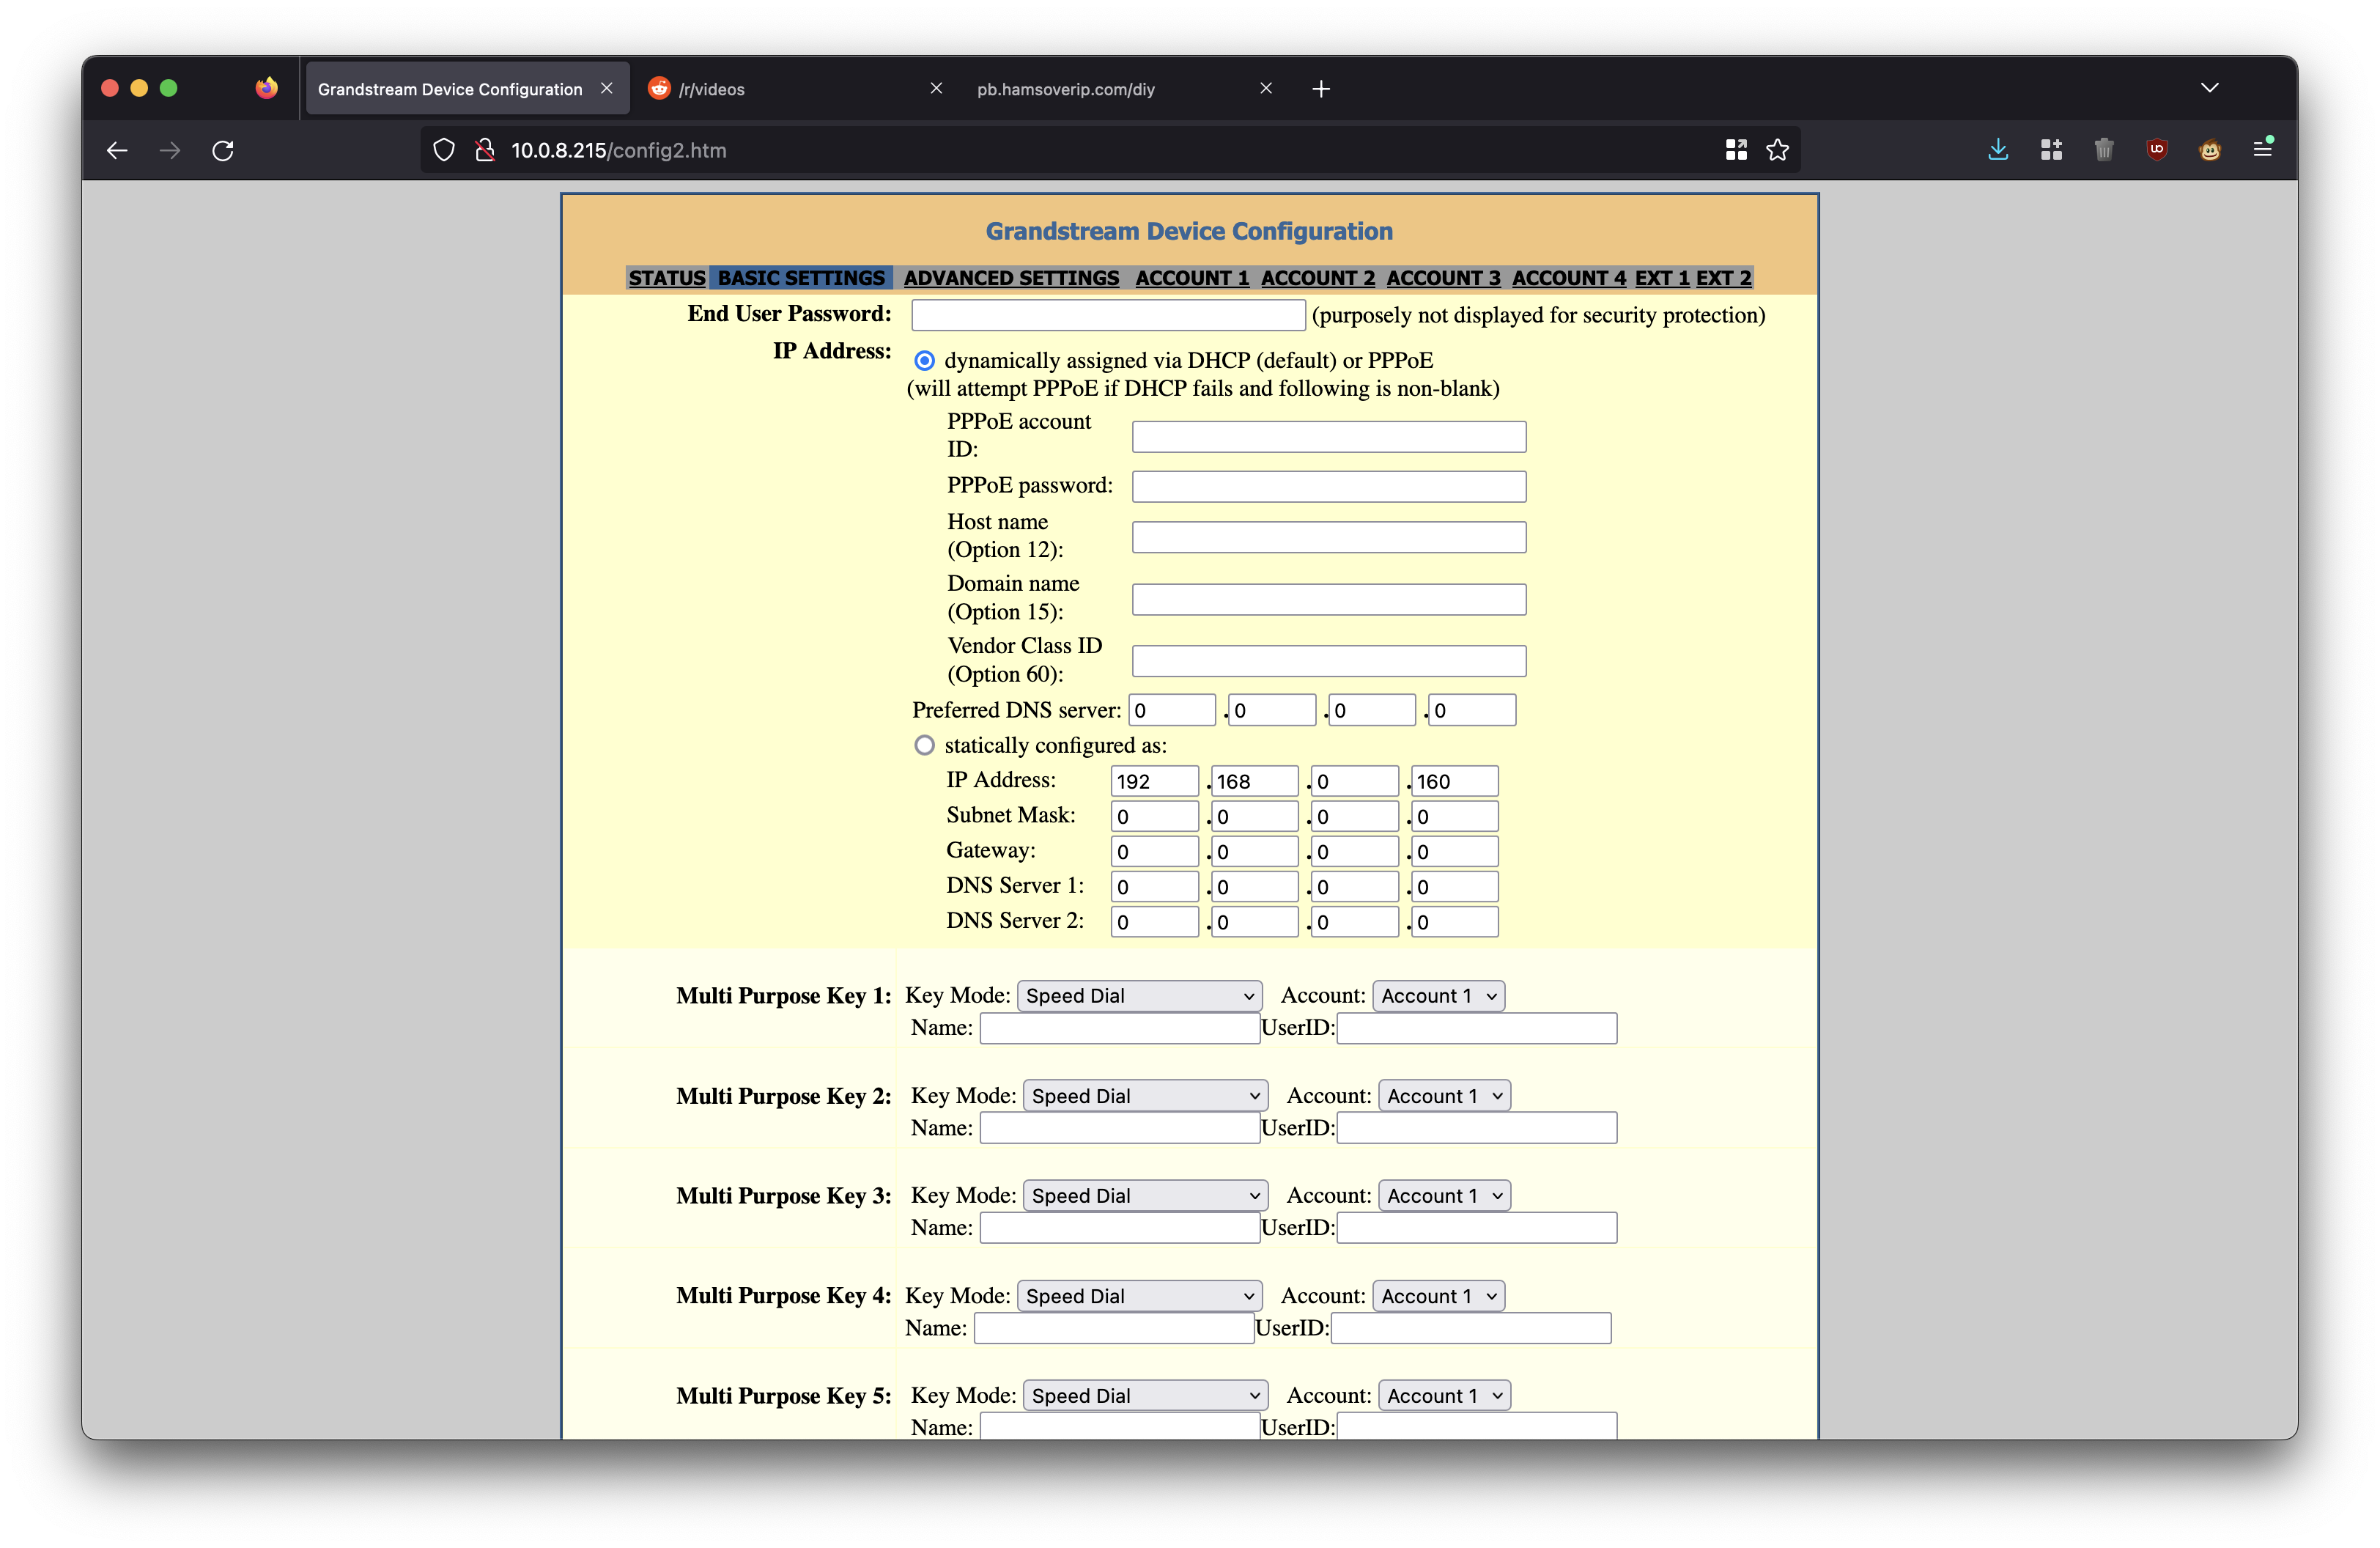 Grandstream Device Configuration
/r/videos
pb.hamsoverip.com/diy
10.0.8.215/config2.htm
Grandstream Device Configuration
STATUS BASIC SETTINGS ADVANCED SETTINGS ACCOUNT 1 ACCOUNT 2 ACCOUNT 3 ACCOUNT 4 EXT 1 EXT 2
End User Password: (purposely not displayed for security protection)
IP Address: dynamically assigned via DHCP (default) or PPPoE
(will attempt PPPoE if DHCP fails and following is non-blank)
PPPoE account
ID:
PPPoE password:
Host name
(Option 12):
Domain name
(Option 15):
Vendor Class ID
(Option 60):
Preferred DNS server: 0 .0 .0 .0
statically configured as:
IP Address: 192 .168 .0 .160
Subnet Mask: 0 .0 .0 .0
Gateway: 0 .0 .0 .0
DNS Server 1: 0 .0 .0 .0
DNS Server 2: 0 .0 .0 .0
Multi Purpose Key 1: Key Mode: Speed Dial Account: Account 1
Name: UserID:
Multi Purpose Key 2: Key Mode: Speed Dial Account: Account 1
Name: UserID:
Multi Purpose Key 3: Key Mode: Speed Dial Account: Account 1
Name: UserID:
Multi Purpose Key 4: Key Mode: Speed Dial Account: Account 1
Name: UserID:
Multi Purpose Key 5: Key Mode: Speed Dial Account: Account 1
Name: UserID: